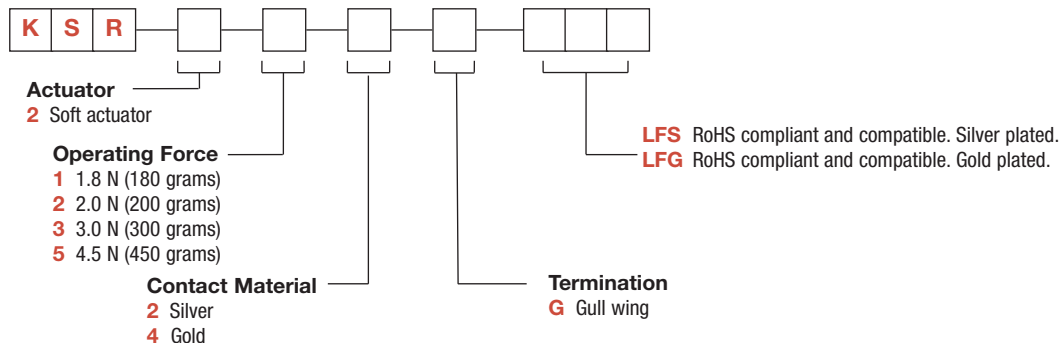 K S R
Actuator
2 Soft actuator
Operating Force
1 1.8 N (180 grams)
2 2.0 N (200 grams)
3 3.0 N (300 grams)
5 4.5 N (450 grams)
Contact Material
2 Silver
4 Gold
Termination
G Gull wing
LFS RoHS compliant and compatible. Silver plated.
LFG RoHS compliant and compatible. Gold plated.